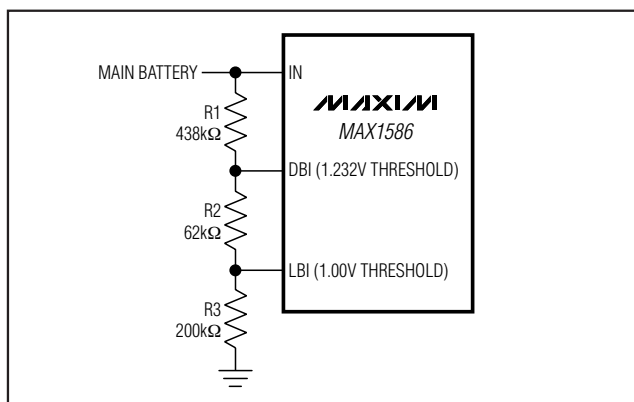 MAIN BATTERY
IN
MAXIM
MAX1586
R1
438kΩ
DBI (1.232V THRESHOLD)
R2
62kΩ
LBI (1.00V THRESHOLD)
R3
200kΩ